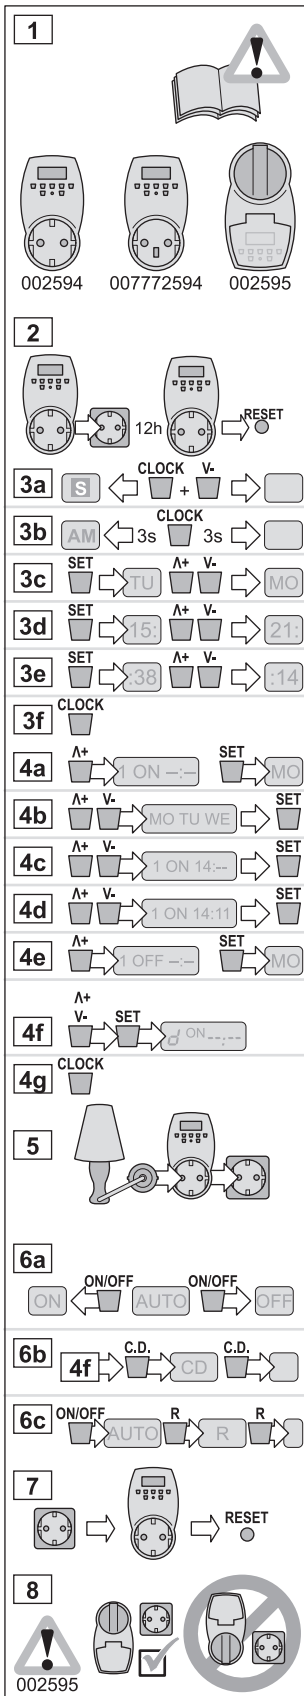 1
002594 007772594 002595
2
12h RESET
3a S CLOCK + V-
3b AM 3s CLOCK 3s
3c SET TU Λ+ V- MO
3d SET 15: Λ+ V- 21:
3e SET :38 Λ+ V- :14
3f CLOCK
4a Λ+ 1 ON –:– SET MO
4b Λ+ V- MO TU WE SET
4c Λ+ V- 1 ON 14:-- SET
4d Λ+ V- 1 ON 14:11 SET
4e Λ+ 1 OFF –:– SET MO
4f Λ+ V- SET d ON --:--
4g CLOCK
5
6a ON ON/OFF AUTO ON/OFF OFF
6b 4f C.D. CD C.D.
6c ON/OFF AUTO R R R
7
RESET
8
002595